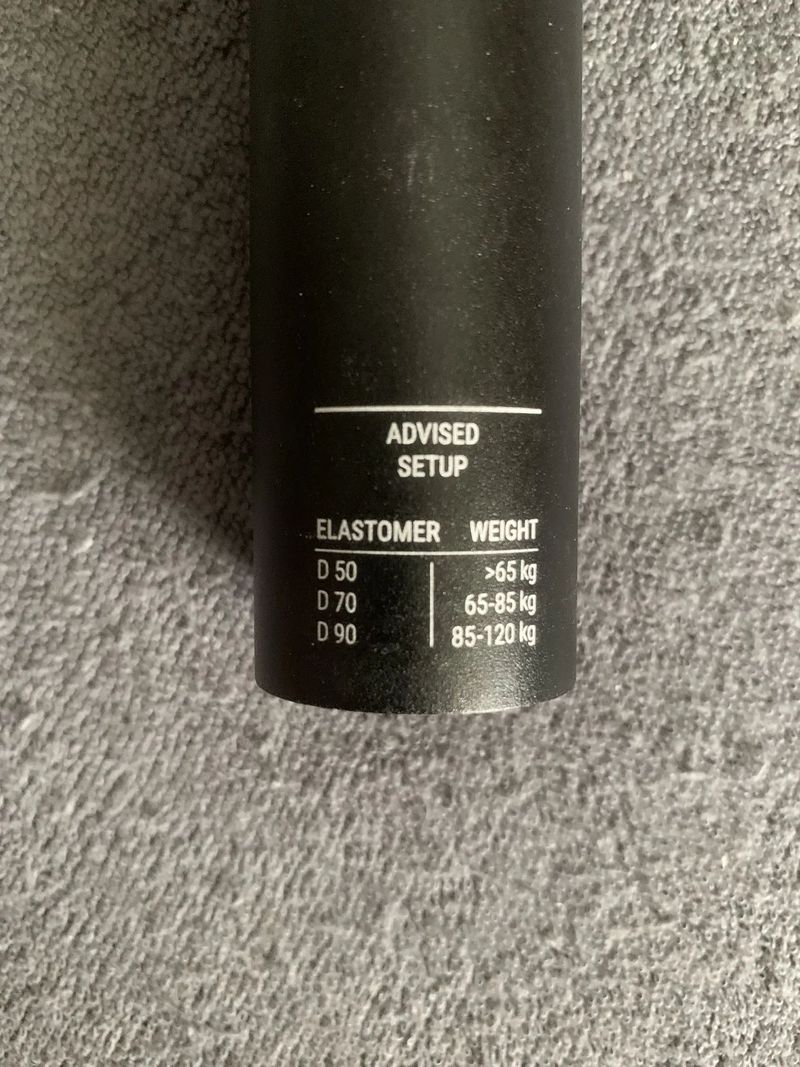 ADVISED
SETUP
ELASTOMER WEIGHT
D 50 >65 kg
D 70 65-85 kg
D 90 85-120 kg